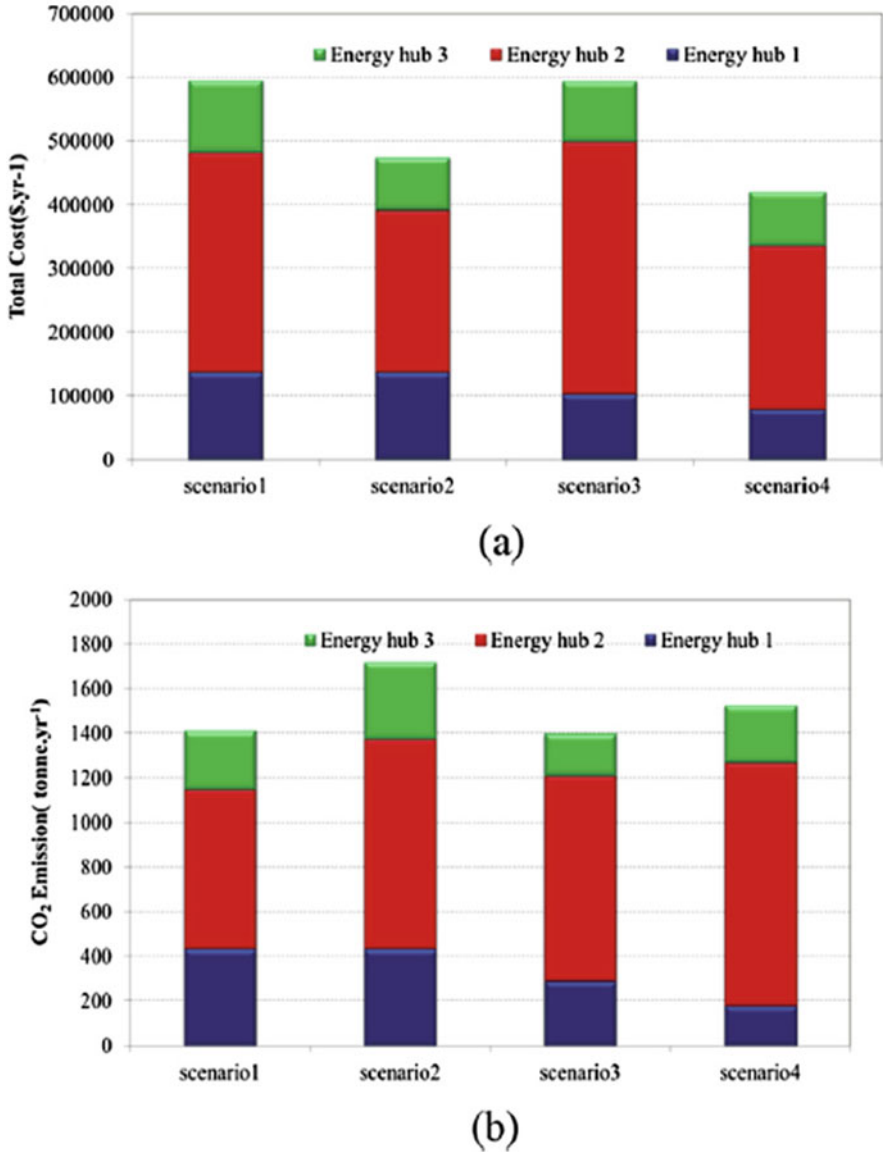 700000
Energy hub 3 Energy hub 2 Energy hub 1
600000
500000
400000
300000
200000
100000
0
Total Cost($.yr-1)
scenario1 scenario2 scenario3 scenario4
(a)
2000
1800
Energy hub 3 Energy hub 2 Energy hub 1
1600
1400
1200
1000
800
600
400
200
0
CO₂ Emission( tonne.yr⁻¹)
scenario1 scenario2 scenario3 scenario4
(b)